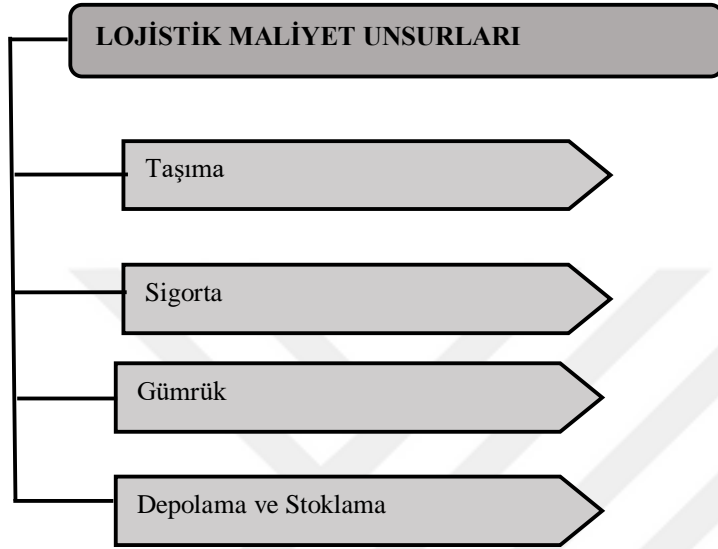 LOJİSTİK MALİYET UNSURLARI
Taşıma
Sigorta
Gümrük
Depolama ve Stoklama